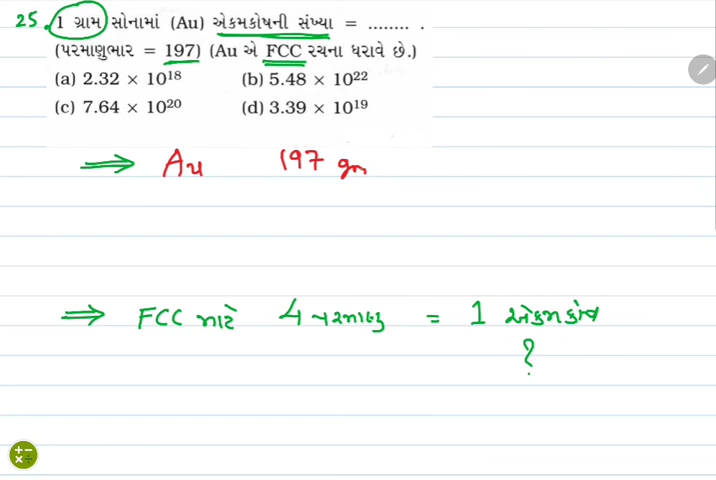 25. 1 ગ્રામ સોનામાં (Au) એકમકોષની સંખ્યા = ........ .
(પરમાણુભાર = 197) (Au એ FCC રચના ધરાવે છે.)
(a) 2.32 × 10¹⁸ (b) 5.48 × 10²²
(c) 7.64 × 10²⁰ (d) 3.39 × 10¹⁹
⇒ Au 197 gm
⇒ FCC માટે 4 પરમાણુ = 1 એકમકોષ
?